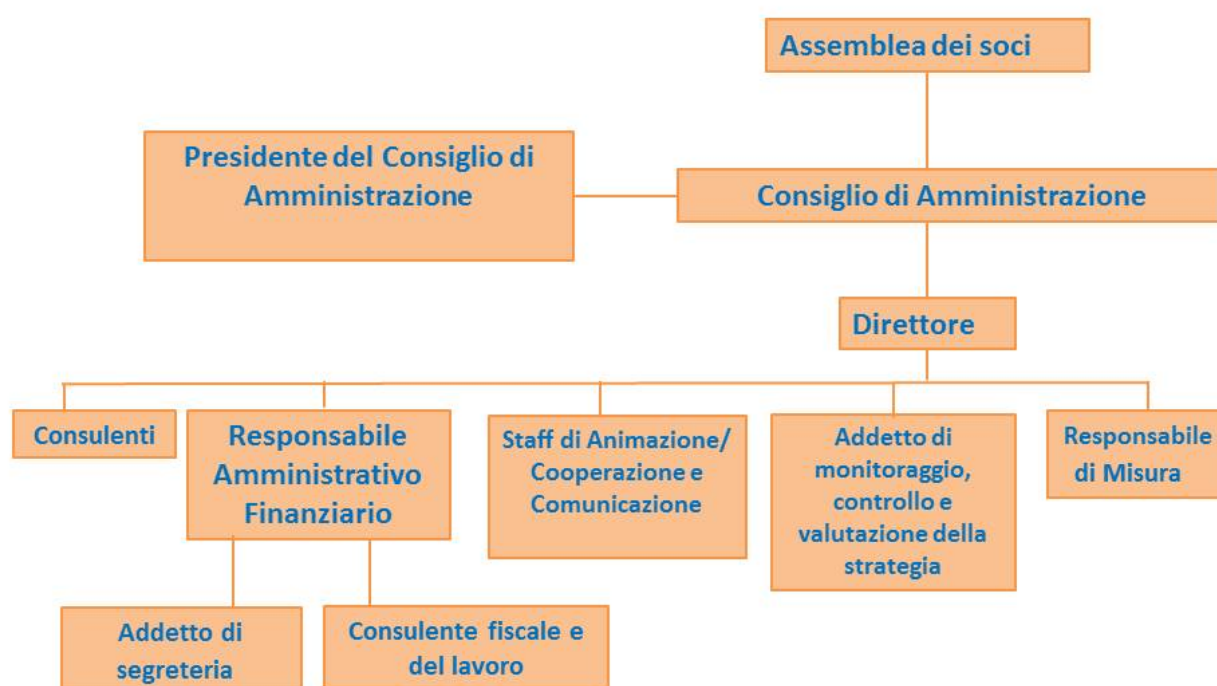 Assemblea dei soci
Presidente del Consiglio di
Amministrazione
Consiglio di Amministrazione
Direttore
Consulenti
Responsabile
Amministrativo
Finanziario
Staff di Animazione/
Cooperazione e
Comunicazione
Addetto di
monitoraggio,
controllo e
valutazione della
strategia
Responsabile
di Misura
Addetto di
segreteria
Consulente fiscale e
del lavoro